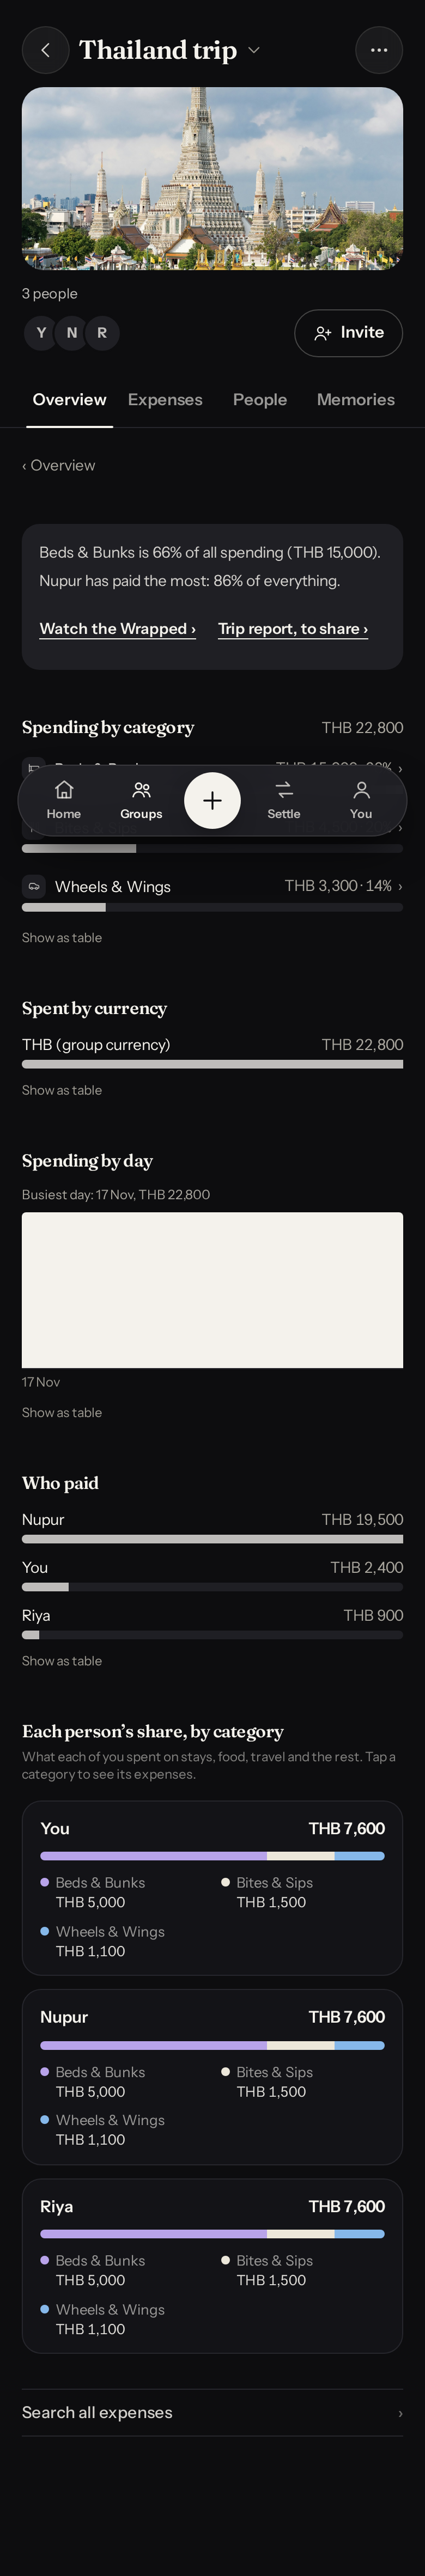 Thailand trip
3 people
Y N R
Invite
Overview Expenses People Memories
‹ Overview
Beds & Bunks is 66% of all spending (THB 15,000).
Nupur has paid the most: 86% of everything.
Watch the Wrapped › Trip report, to share ›
Spending by category THB 22,800
Home Groups Settle You
Wheels & Wings THB 3,300 · 14% ›
Show as table
Spent by currency
THB (group currency) THB 22,800
Show as table
Spending by day
Busiest day: 17 Nov, THB 22,800
17 Nov
Show as table
Who paid
Nupur THB 19,500
You THB 2,400
Riya THB 900
Show as table
Each person’s share, by category
What each of you spent on stays, food, travel and the rest. Tap a
category to see its expenses.
You THB 7,600
Beds & Bunks Bites & Sips
THB 5,000 THB 1,500
Wheels & Wings
THB 1,100
Nupur THB 7,600
Beds & Bunks Bites & Sips
THB 5,000 THB 1,500
Wheels & Wings
THB 1,100
Riya THB 7,600
Beds & Bunks Bites & Sips
THB 5,000 THB 1,500
Wheels & Wings
THB 1,100
Search all expenses ›